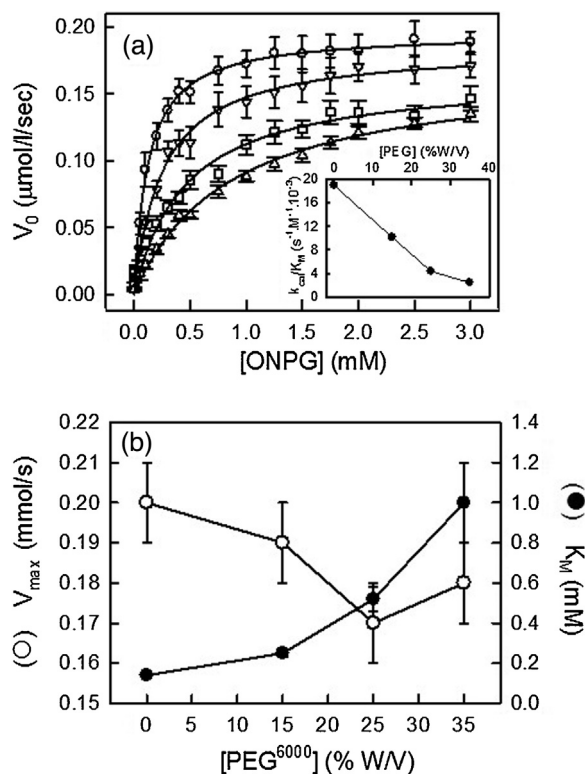 (a)
V0 (µmol/l/sec)
0.20
0.15
0.10
0.05
0.00
[PEG] (%W/V)
0 10 20 30 40
kcat/KM (s-1.M-1.10-3)
20
16
12
8
4
0
0.0 0.5 1.0 1.5 2.0 2.5 3.0
[ONPG] (mM)
(b)
(○) Vmax (mmol/s)
0.22
0.21
0.20
0.19
0.18
0.17
0.16
0.15
1.4
1.2
1.0
0.8
0.6
0.4
0.2
0.0
(●) KM (mM)
0 5 10 15 20 25 30 35
[PEG6000] (% W/V)